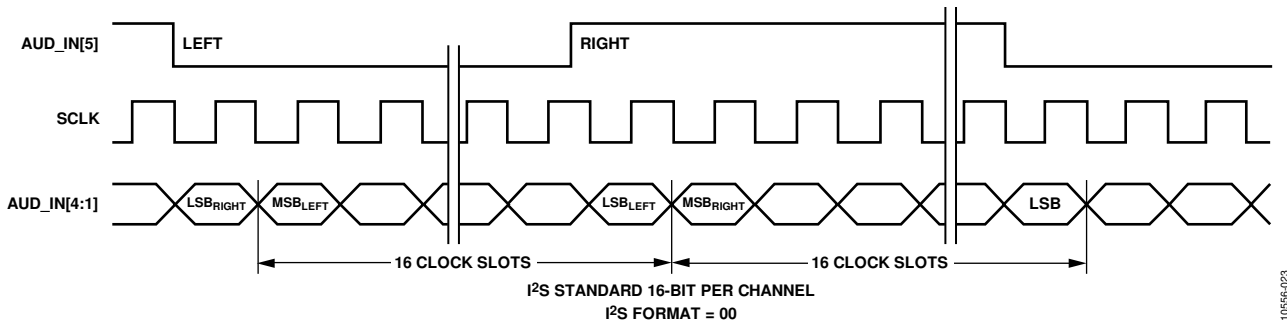 AUD_IN[5]
LEFT
RIGHT
SCLK
AUD_IN[4:1]
LSBRIGHT
MSBLEFT
LSBLEFT
MSBRIGHT
LSB
16 CLOCK SLOTS
16 CLOCK SLOTS
I²S STANDARD 16-BIT PER CHANNEL
I²S FORMAT = 00
10556-023